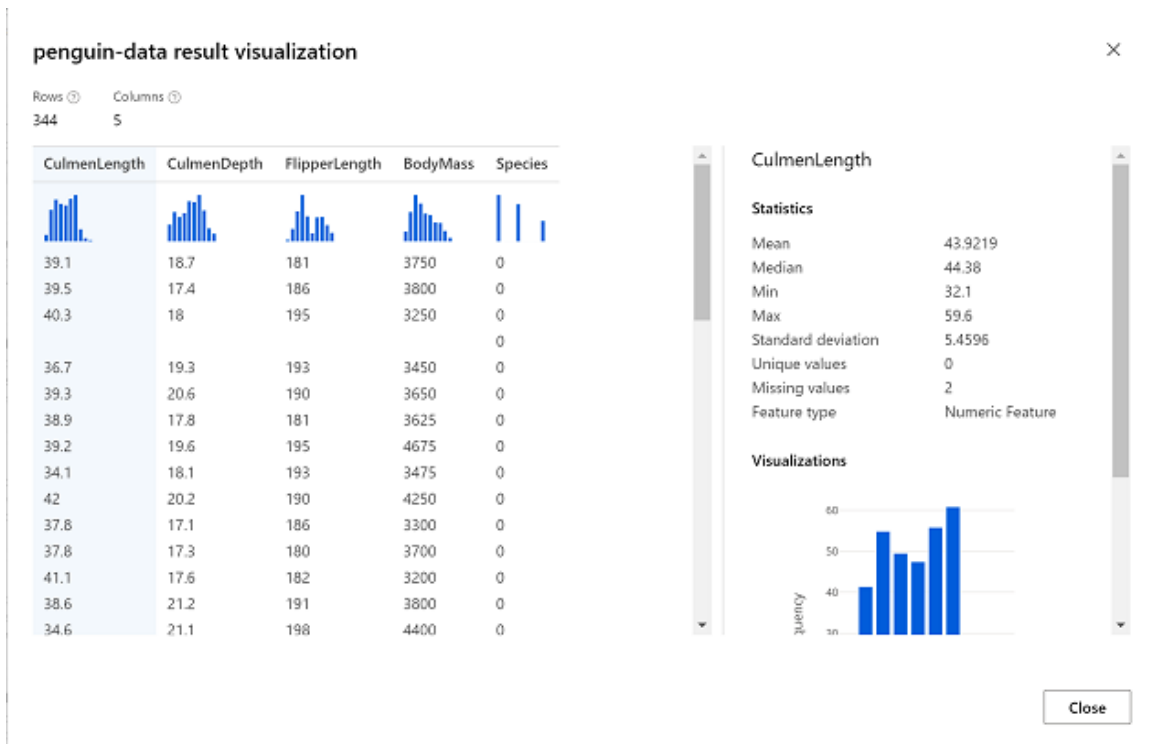 penguin-data result visualization
Rows Columns
344 5
CulmenLength CulmenDepth FlipperLength BodyMass Species
39.1 18.7 181 3750 0
39.5 17.4 186 3800 0
40.3 18 195 3250 0
0
36.7 19.3 193 3450 0
39.3 20.6 190 3650 0
38.9 17.8 181 3625 0
39.2 19.6 195 4675 0
34.1 18.1 193 3475 0
42 20.2 190 4250 0
37.8 17.1 186 3300 0
37.8 17.3 180 3700 0
41.1 17.6 182 3200 0
38.6 21.2 191 3800 0
34.6 21.1 198 4400 0
CulmenLength
Statistics
Mean 43.9219
Median 44.38
Min 32.1
Max 59.6
Standard deviation 5.4596
Unique values 0
Missing values 2
Feature type Numeric Feature
Visualizations
60
50
40
30
Close